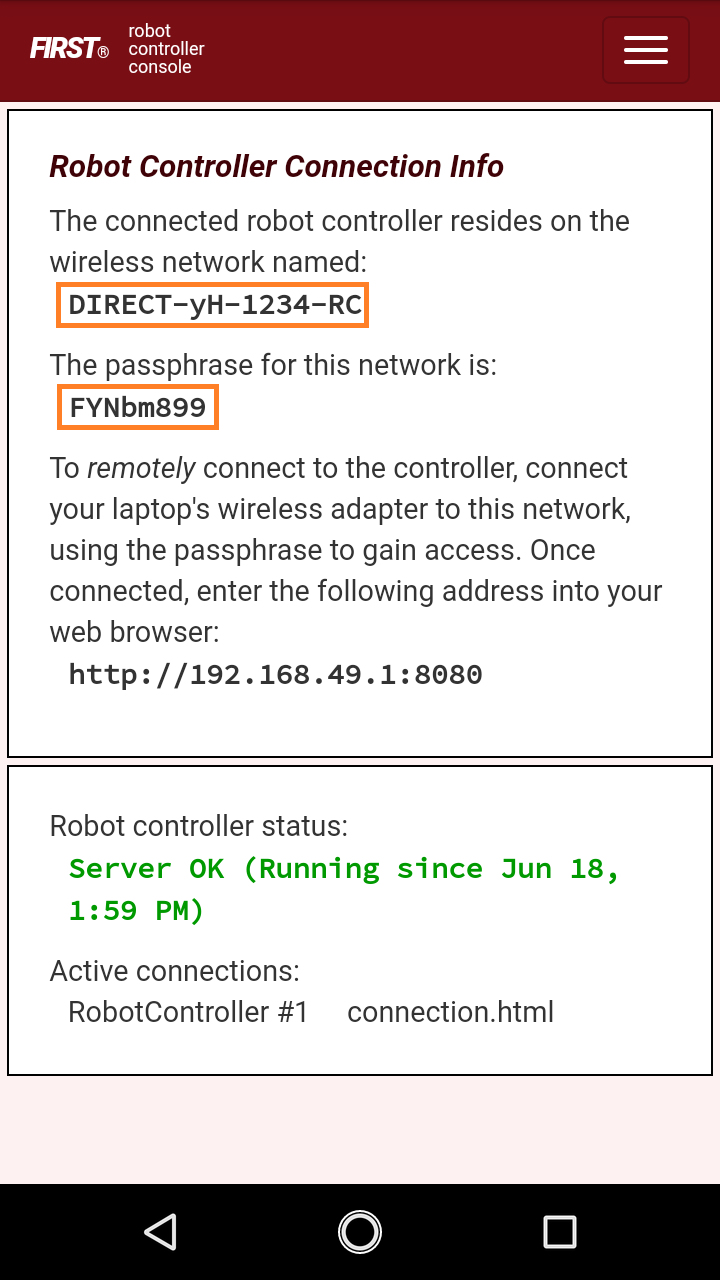 FIRST®
robot
controller
console
Robot Controller Connection Info
The connected robot controller resides on the
wireless network named:
DIRECT-yH-1234-RC
The passphrase for this network is:
FYNbm899
To remotely connect to the controller, connect
your laptop's wireless adapter to this network,
using the passphrase to gain access. Once
connected, enter the following address into your
web browser:
http://192.168.49.1:8080
Robot controller status:
Server OK (Running since Jun 18,
1:59 PM)
Active connections:
RobotController #1 connection.html